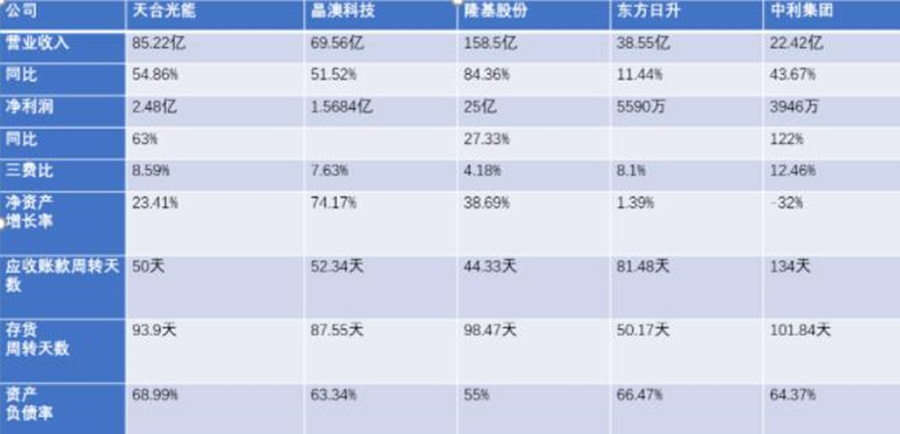 公司 天合光能 晶澳科技 隆基股份 东方日升 中利集团
营业收入 85.22亿 69.56亿 158.5亿 38.55亿 22.42亿
同比 54.86% 51.52% 84.36% 11.44% 43.67%
净利润 2.48亿 1.5684亿 25亿 5590万 3946万
同比 63% 27.33% 122%
三费比 8.59% 7.63% 4.18% 8.1% 12.46%
净资产 23.41% 74.17% 38.69% 1.39% -32%
增长率
应收账款周转天 50天 52.34天 44.33天 81.48天 134天
数
存货 93.9天 87.55天 98.47天 50.17天 101.84天
周转天数
资产 68.99% 63.34% 55% 66.47% 64.37%
负债率